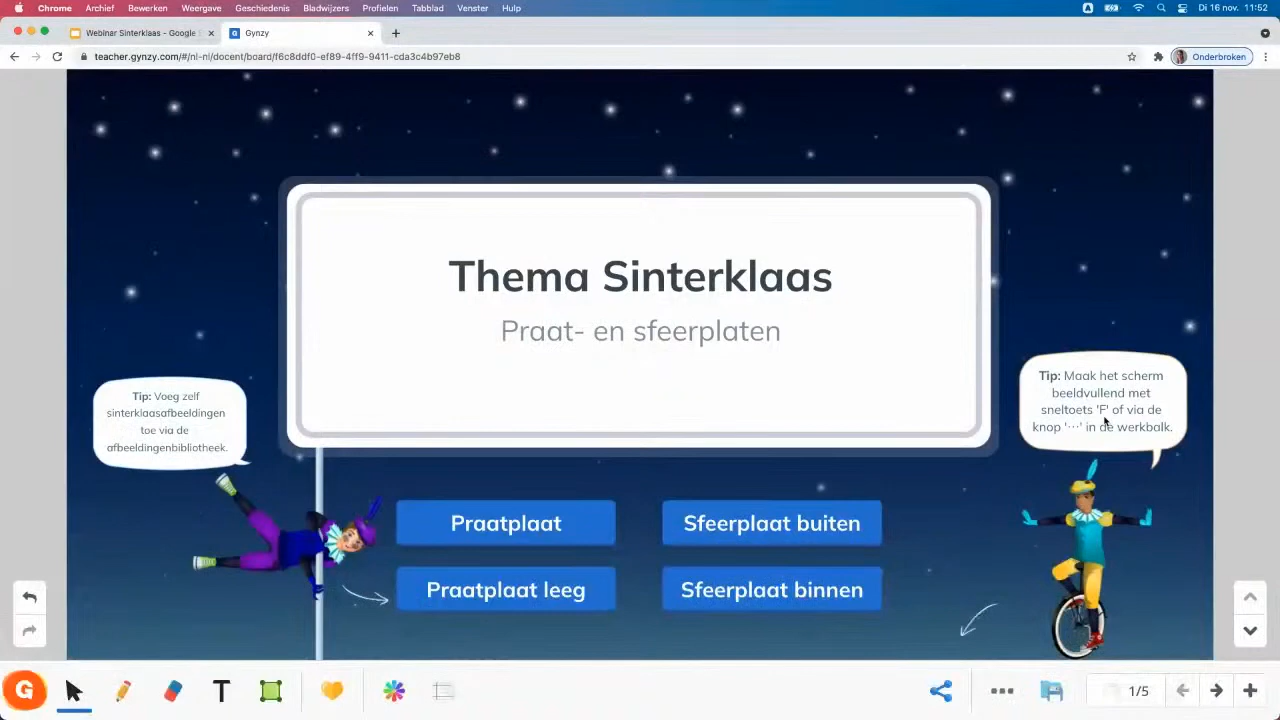 Chrome Archief Bewerken Weergave Geschiedenis Bladwijzers Profielen Tabblad Venster Help
Di 16 nov. 11:52
Webinar Sinterklaas - Google
Gynzy
teacher.gynzy.com/#/nl-nl/docent/board/f6c8ddf0-ef89-4ff9-9411-cda3c4b97eb8
Onderbroken
Thema Sinterklaas
Praat- en sfeerplaten
Tip: Voeg zelf
sinterklaasafbeeldingen
toe via de
afbeeldingenbibliotheek.
Tip: Maak het scherm
beeldvullend met
sneltoets 'F' of via de
knop '···' in de werkbalk.
Praatplaat
Sfeerplaat buiten
Praatplaat leeg
Sfeerplaat binnen
G
T
1/5